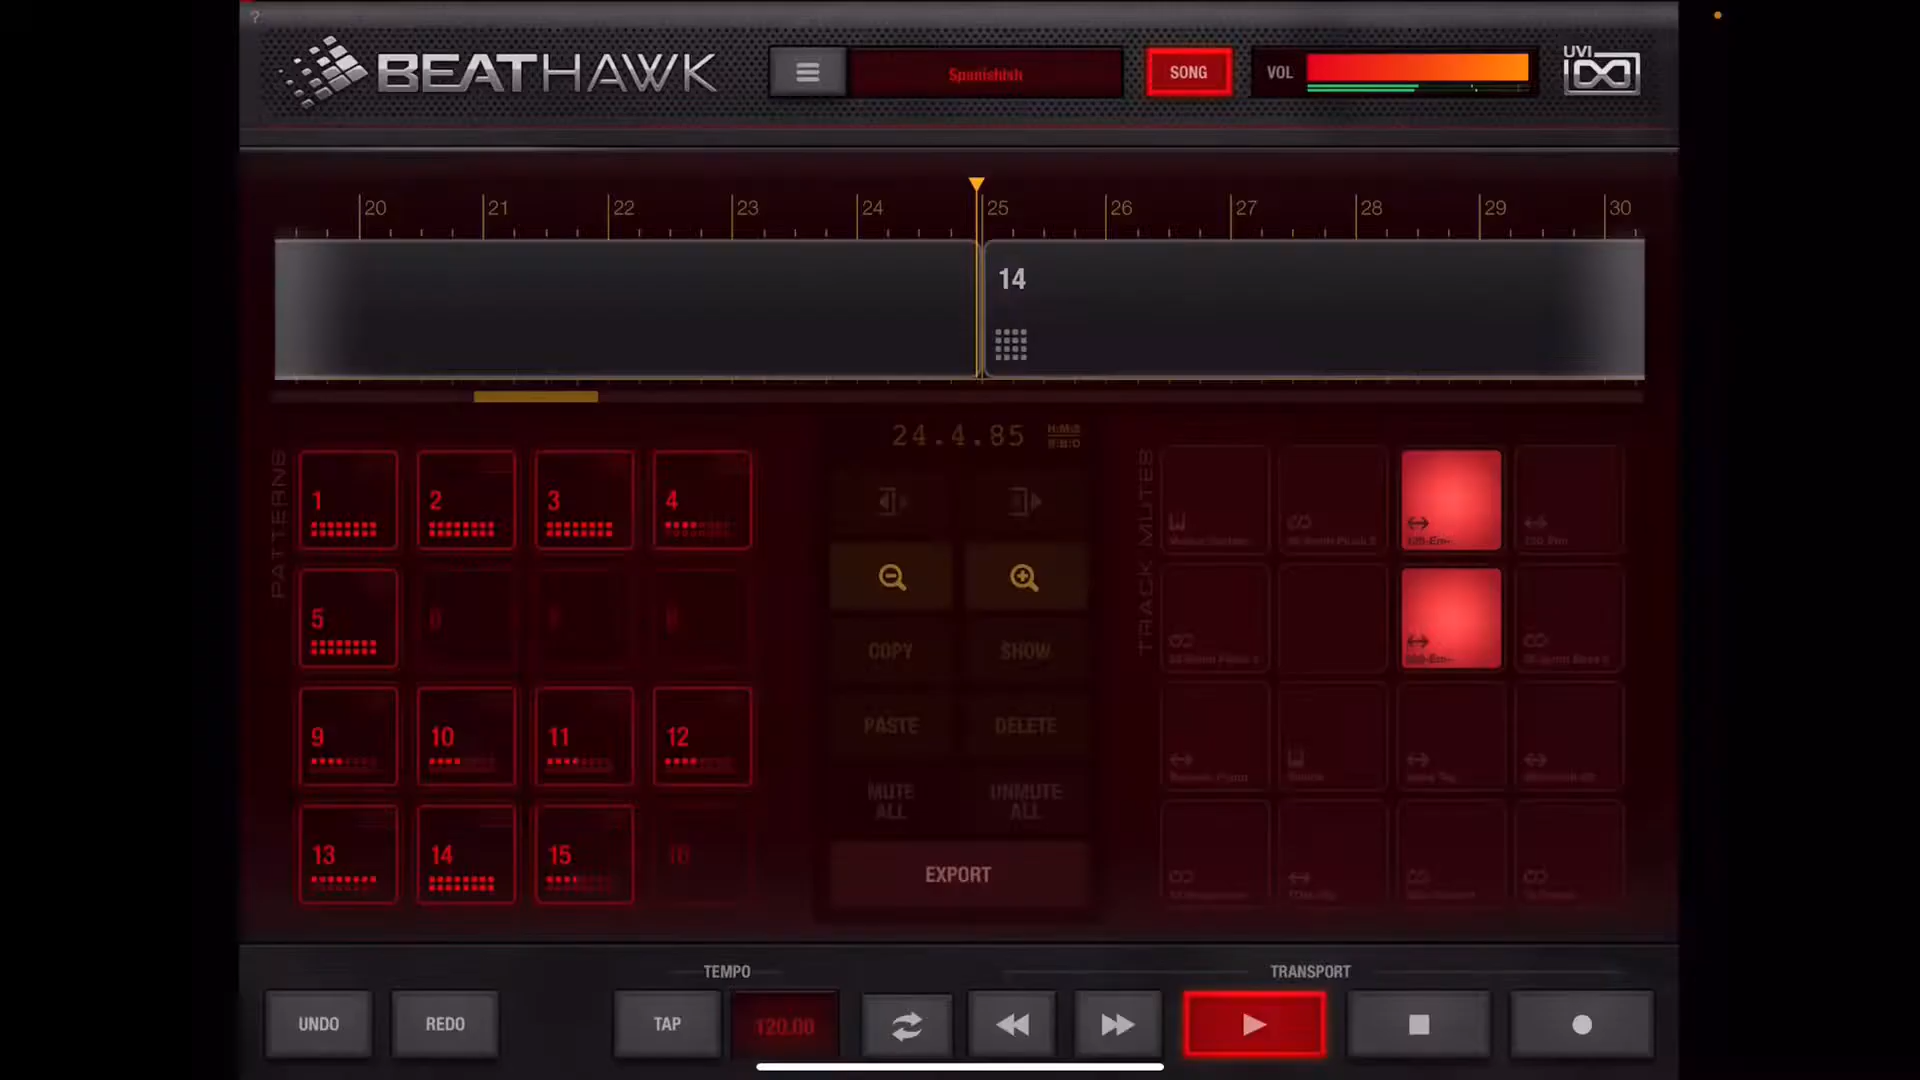 ?
BEATHAWK
Spanishish
SONG
VOL
UVI
20 21 22 23 24 25 26 27 28 29 30
14
24.4.85
H:M:S
B:B:D
PATTERNS
1 2 3 4
5
9 10 11 12
13 14 15 16
COPY
SHOW
PASTE
DELETE
MUTE
ALL
UNMUTE
ALL
EXPORT
TRACK MUTES
TEMPO
TRANSPORT
UNDO
REDO
TAP
120.00